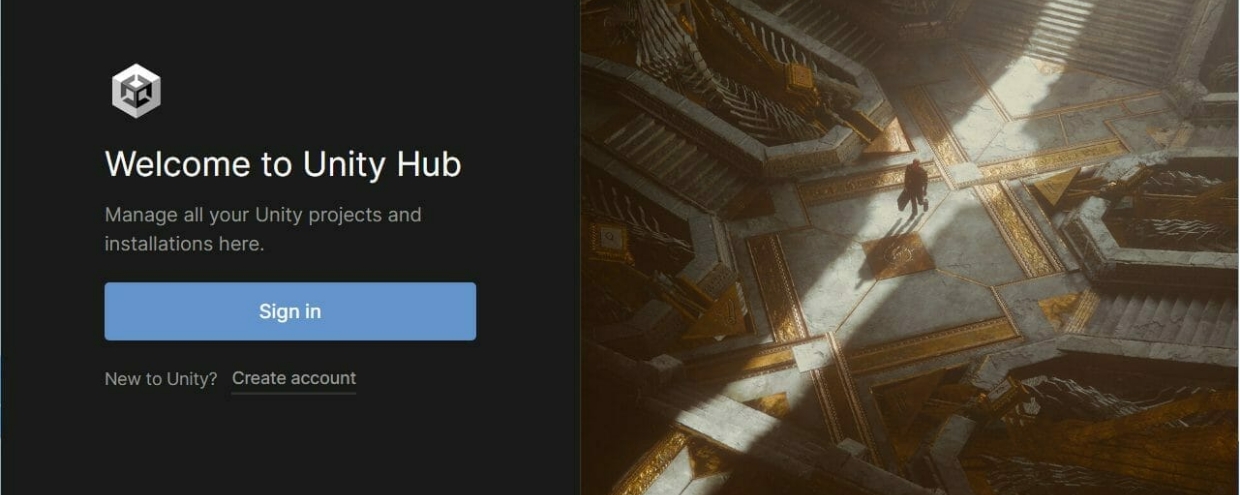 Welcome to Unity Hub
Manage all your Unity projects and
installations here.
Sign in
New to Unity? Create account